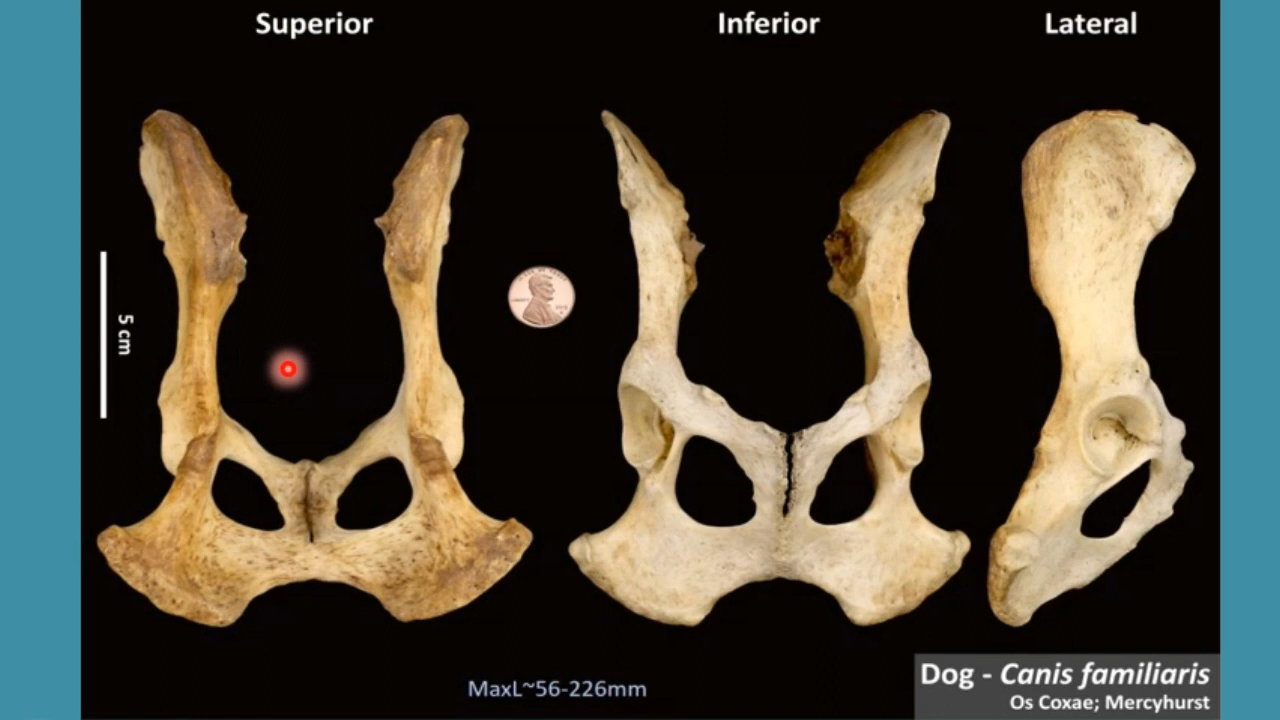 Superior
Inferior
Lateral
5 cm
MaxL~56-226mm
Dog - Canis familiaris
Os Coxae; Mercyhurst